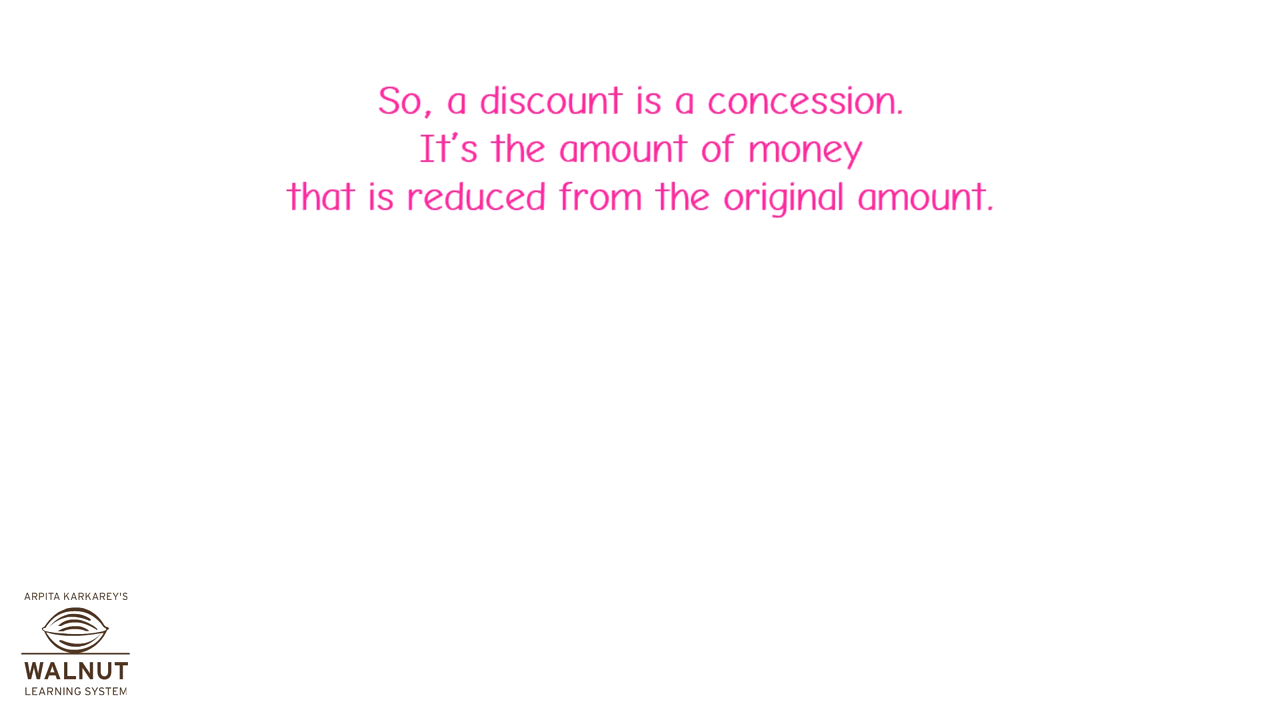 So, a discount is a concession.
It's the amount of money
that is reduced from the original amount.
ARPITA KARKAREY'S
WALNUT
LEARNING SYSTEM